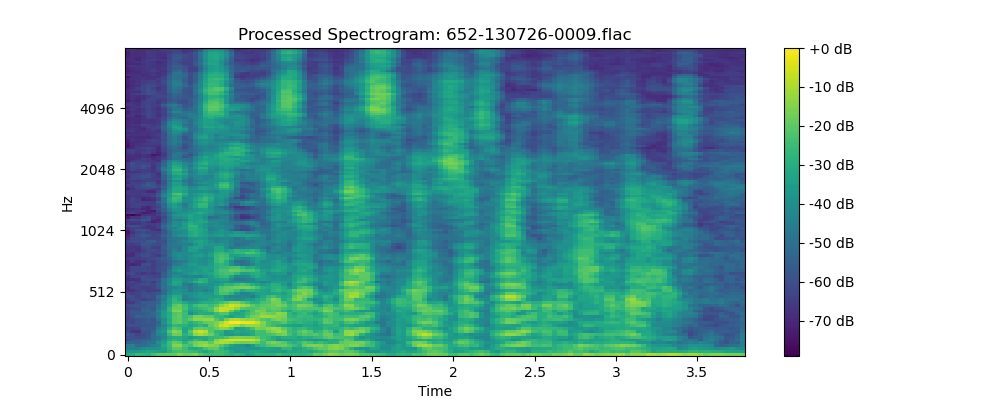 Processed Spectrogram: 652-130726-0009.flac
Hz
4096
2048
1024
512
0
0 0.5 1 1.5 2 2.5 3 3.5
Time
+0 dB
-10 dB
-20 dB
-30 dB
-40 dB
-50 dB
-60 dB
-70 dB